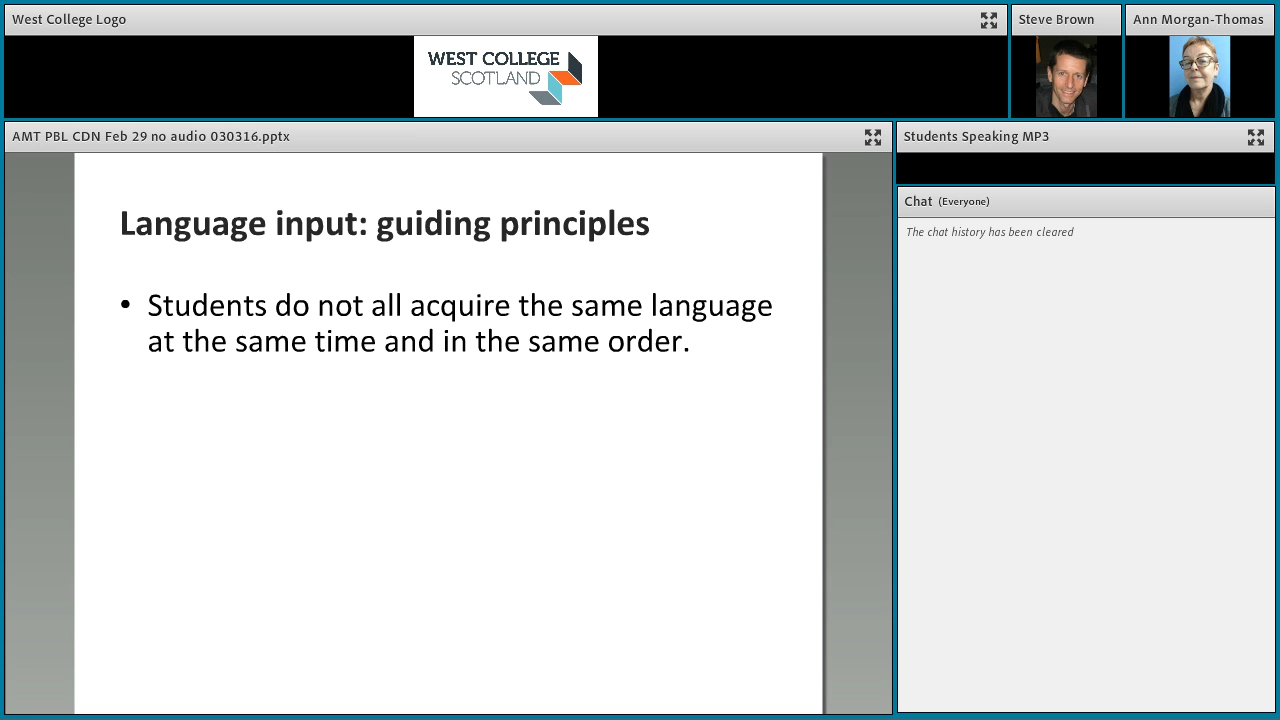 West College Logo
Steve Brown
Ann Morgan-Thomas
WEST COLLEGE
SCOTLAND
AMT PBL CDN Feb 29 no audio 030316.pptx
Students Speaking MP3
Chat (Everyone)
The chat history has been cleared
Language input: guiding principles
• Students do not all acquire the same language
at the same time and in the same order.